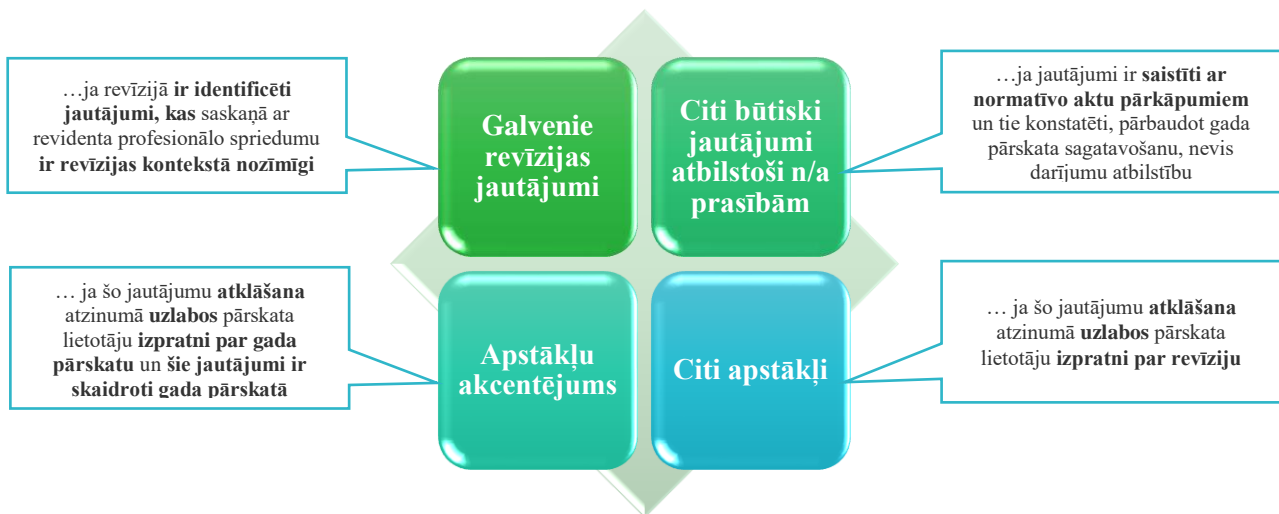 …ja revīzijā ir identificēti
jautājumi, kas saskaņā ar
revidenta profesionālo spriedumu
ir revīzijas kontekstā nozīmīgi
Galvenie
revīzijas
jautājumi
Citi būtiski
jautājumi
atbilstoši n/a
prasībām
…ja jautājumi ir saistīti ar
normatīvo aktu pārkāpumiem
un tie konstatēti, pārbaudot gada
pārskata sagatavošanu, nevis
darījumu atbilstību
… ja šo jautājumu atklāšana
atzinumā uzlabos pārskata
lietotāju izpratni par gada
pārskatu un šie jautājumi ir
skaidroti gada pārskatā
Apstākļu
akcentējums
Citi apstākļi
… ja šo jautājumu atklāšana
atzinumā uzlabos pārskata
lietotāju izpratni par revīziju